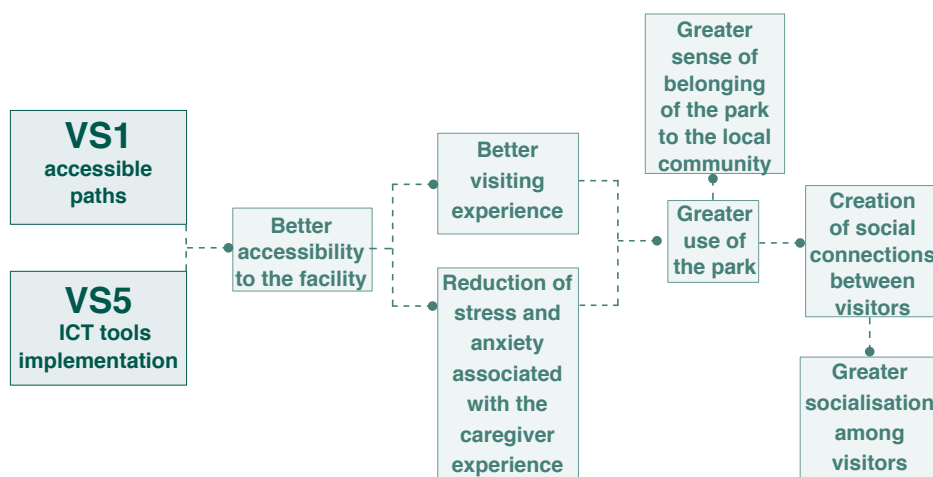 VS1
accessible
paths
VS5
ICT tools
implementation
Better
accessibility
to the facility
Better
visiting
experience
Reduction of
stress and
anxiety
associated
with the
caregiver
experience
Greater
use of
the park
Greater
sense of
belonging
of the park
to the local
community
Creation
of social
connections
between
visitors
Greater
socialisation
among
visitors